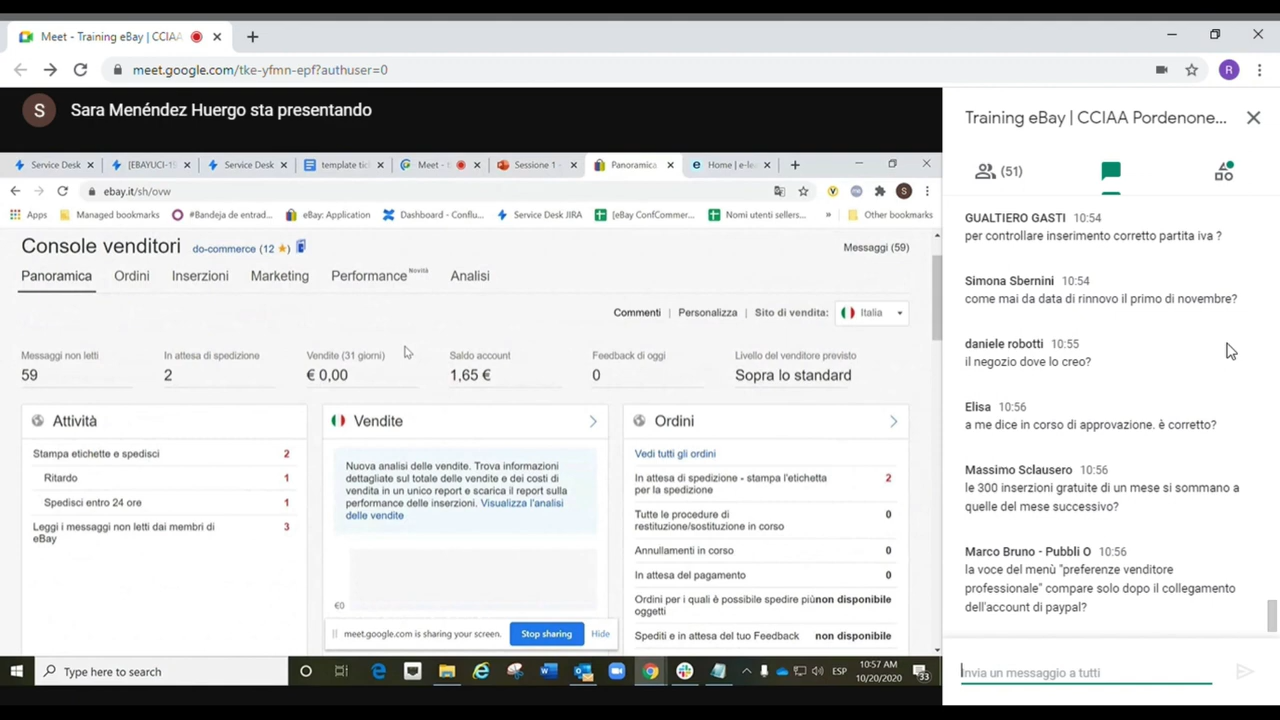 Meet - Training eBay | CCIAA
meet.google.com/tke-yfmn-epf?authuser=0
R
S
Sara Menéndez Huergo sta presentando
Service Desk
[EBAYUCI-19
Service Desk
template tic
Meet -
Sessione 1 -
Panoramica
Home | e-lea
ebay.it/sh/ovw
S
Apps
Managed bookmarks
#Bandeja de entrad...
eBay: Application
Dashboard - Conflu...
Service Desk JIRA
[eBay ConfCommer...
Nomi utenti sellers...
»
Other bookmarks
Console venditori
do-commerce (12 ★)
Messaggi (59)
Panoramica
Ordini
Inserzioni
Marketing
Performance Novità
Analisi
Commenti | Personalizza | Sito di vendita: Italia
Messaggi non letti
59
In attesa di spedizione
2
Vendite (31 giorni)
€ 0,00
Saldo account
1,65 €
Feedback di oggi
0
Livello del venditore previsto
Sopra lo standard
Attività
Stampa etichette e spedisci 2
Ritardo 1
Spedisci entro 24 ore 1
Leggi i messaggi non letti dai membri di 3
eBay
Vendite
Nuova analisi delle vendite. Trova informazioni
dettagliate sul totale delle vendite e dei costi di
vendita in un unico report e scarica il report sulla
performance delle inserzioni. Visualizza l'analisi
delle vendite
€0
Ordini
Vedi tutti gli ordini
In attesa di spedizione - stampa l'etichetta 2
per la spedizione
Tutte le procedure di 0
restituzione/sostituzione in corso
Annullamenti in corso 0
In attesa del pagamento 0
Ordini per i quali è possibile spedire più non disponibile
oggetti
Spediti e in attesa del tuo Feedback non disponibile
meet.google.com is sharing your screen.
Stop sharing
Hide
Type here to search
ESP
10:57 AM
10/20/2020
33
Training eBay | CCIAA Pordenone...
(51)
GUALTIERO GASTI 10:54
per controllare inserimento corretto partita iva ?
Simona Sbernini 10:54
come mai da data di rinnovo il primo di novembre?
daniele robotti 10:55
il negozio dove lo creo?
Elisa 10:56
a me dice in corso di approvazione. è corretto?
Massimo Sclausero 10:56
le 300 inserzioni gratuite di un mese si sommano a
quelle del mese successivo?
Marco Bruno - Pubbli O 10:56
la voce del menù "preferenze venditore
professionale" compare solo dopo il collegamento
dell'account di paypal?
Invia un messaggio a tutti